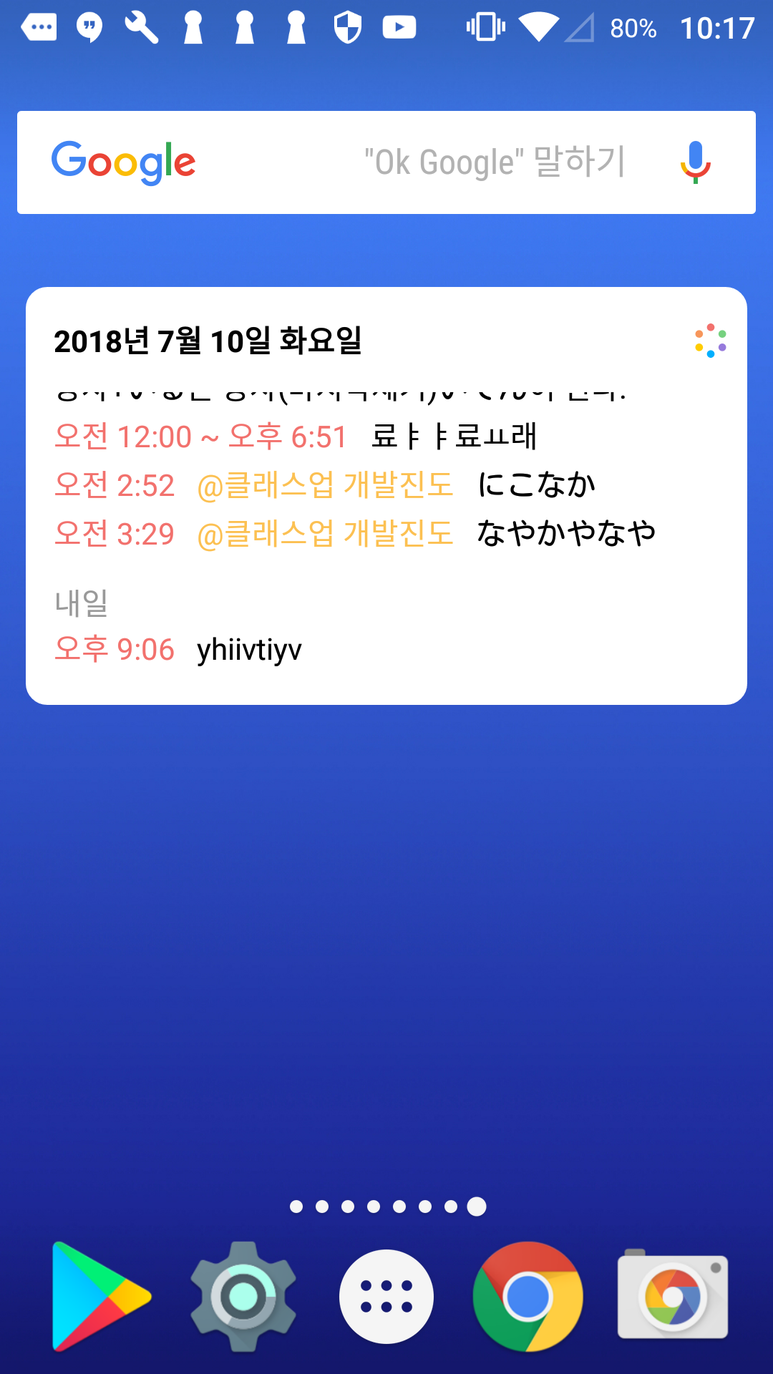 80% 10:17
Google "Ok Google" 말하기
2018년 7월 10일 화요일
오전 12:00 ~ 오후 6:51 료ㅑㅑ료ㅛ래
오전 2:52 @클래스업 개발진도 にこなか
오전 3:29 @클래스업 개발진도 なやかやなや
내일
오후 9:06 yhiivtiyv